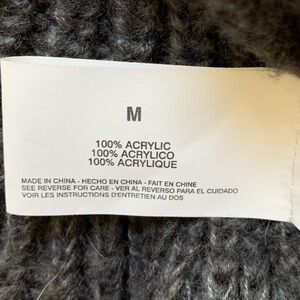 M
100% ACRYLIC
100% ACRYLICO
100% ACRYLIQUE
MADE IN CHINA - HECHO EN CHINA - FAIT EN CHINE
SEE REVERSE FOR CARE - VER AL REVERSO PARA EL CUIDADO
VOIR LES INSTRUCTIONS D'ENTRETIEN AU DOS